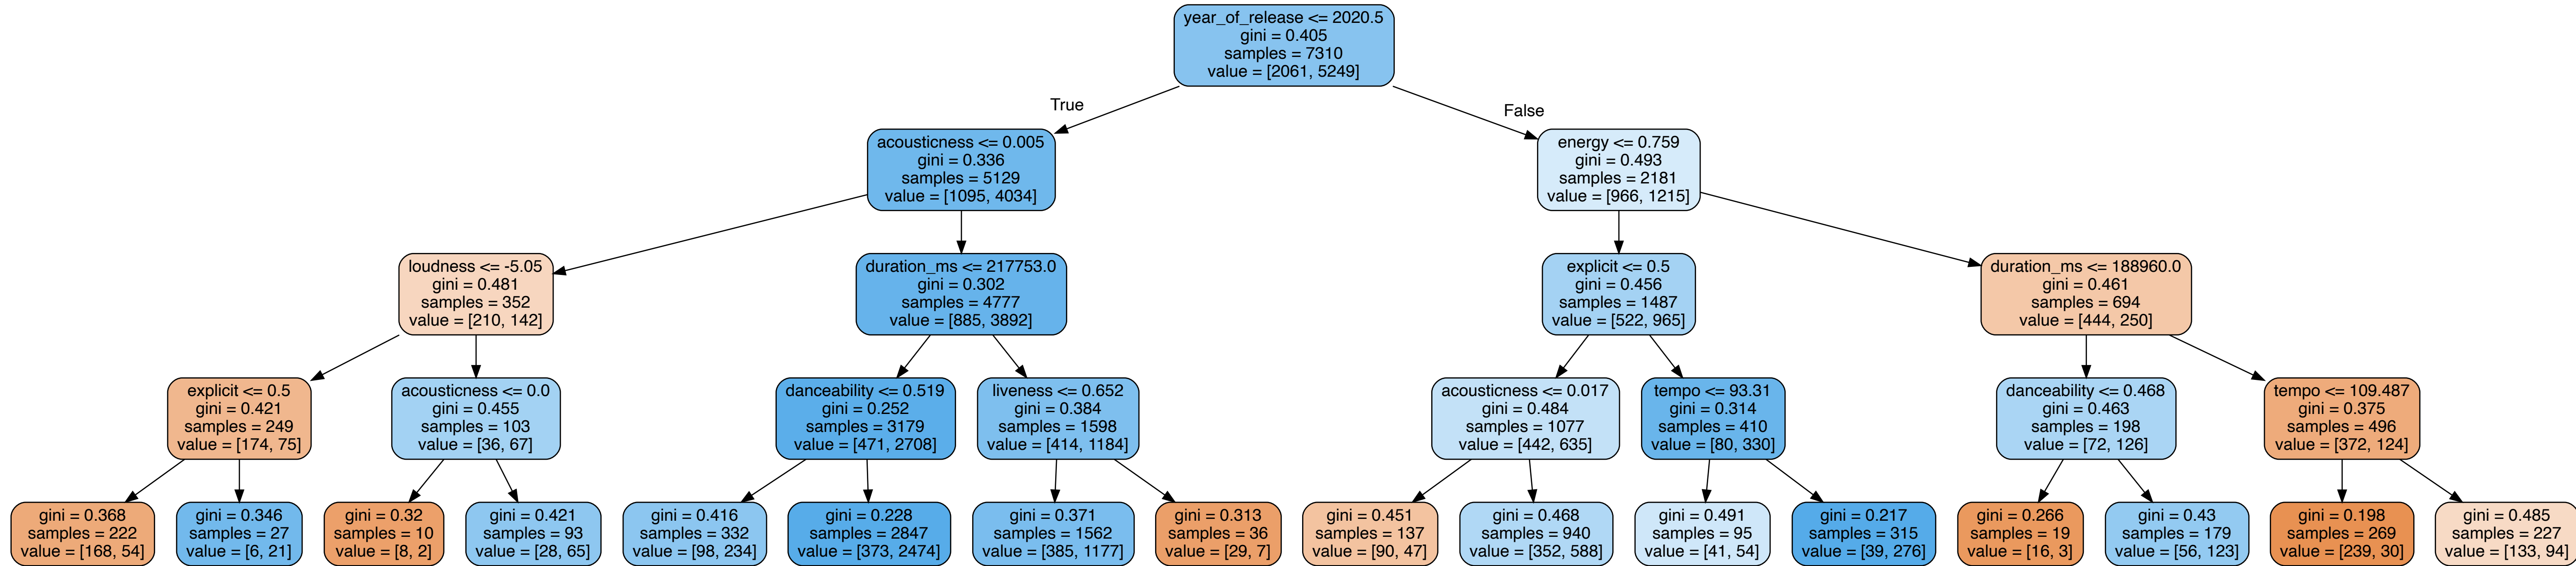 year_of_release <= 2020.5
gini = 0.405
samples = 7310
value = [2061, 5249]
True
False
acousticness <= 0.005
gini = 0.336
samples = 5129
value = [1095, 4034]
energy <= 0.759
gini = 0.493
samples = 2181
value = [966, 1215]
loudness <= -5.05
gini = 0.481
samples = 352
value = [210, 142]
duration_ms <= 217753.0
gini = 0.302
samples = 4777
value = [885, 3892]
explicit <= 0.5
gini = 0.456
samples = 1487
value = [522, 965]
duration_ms <= 188960.0
gini = 0.461
samples = 694
value = [444, 250]
explicit <= 0.5
gini = 0.421
samples = 249
value = [174, 75]
acousticness <= 0.0
gini = 0.455
samples = 103
value = [36, 67]
danceability <= 0.519
gini = 0.252
samples = 3179
value = [471, 2708]
liveness <= 0.652
gini = 0.384
samples = 1598
value = [414, 1184]
acousticness <= 0.017
gini = 0.484
samples = 1077
value = [442, 635]
tempo <= 93.31
gini = 0.314
samples = 410
value = [80, 330]
danceability <= 0.468
gini = 0.463
samples = 198
value = [72, 126]
tempo <= 109.487
gini = 0.375
samples = 496
value = [372, 124]
gini = 0.368
samples = 222
value = [168, 54]
gini = 0.346
samples = 27
value = [6, 21]
gini = 0.32
samples = 10
value = [8, 2]
gini = 0.421
samples = 93
value = [28, 65]
gini = 0.416
samples = 332
value = [98, 234]
gini = 0.228
samples = 2847
value = [373, 2474]
gini = 0.371
samples = 1562
value = [385, 1177]
gini = 0.313
samples = 36
value = [29, 7]
gini = 0.451
samples = 137
value = [90, 47]
gini = 0.468
samples = 940
value = [352, 588]
gini = 0.491
samples = 95
value = [41, 54]
gini = 0.217
samples = 315
value = [39, 276]
gini = 0.266
samples = 19
value = [16, 3]
gini = 0.43
samples = 179
value = [56, 123]
gini = 0.198
samples = 269
value = [239, 30]
gini = 0.485
samples = 227
value = [133, 94]